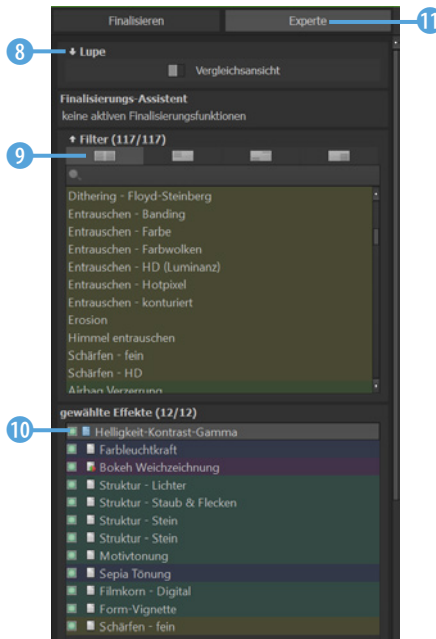 Finalisieren Experte 11
8 Lupe
Vergleichsansicht
Finalisierungs-Assistent
keine aktiven Finalisierungsfunktionen
Filter (117/117)
9
Dithering - Floyd-Steinberg
Entrauschen - Banding
Entrauschen - Farbe
Entrauschen - Farbwolken
Entrauschen - HD (Luminanz)
Entrauschen - Hotpixel
Entrauschen - konturiert
Erosion
Himmel entrauschen
Schärfen - fein
Schärfen - HD
Airbag Verzerrung
gewählte Effekte (12/12)
10 Helligkeit-Kontrast-Gamma
Farbleuchtkraft
Bokeh Weichzeichnung
Struktur - Lichter
Struktur - Staub & Flecken
Struktur - Stein
Struktur - Stein
Motivtonung
Sepia Tönung
Filmkorn - Digital
Form-Vignette
Schärfen - fein